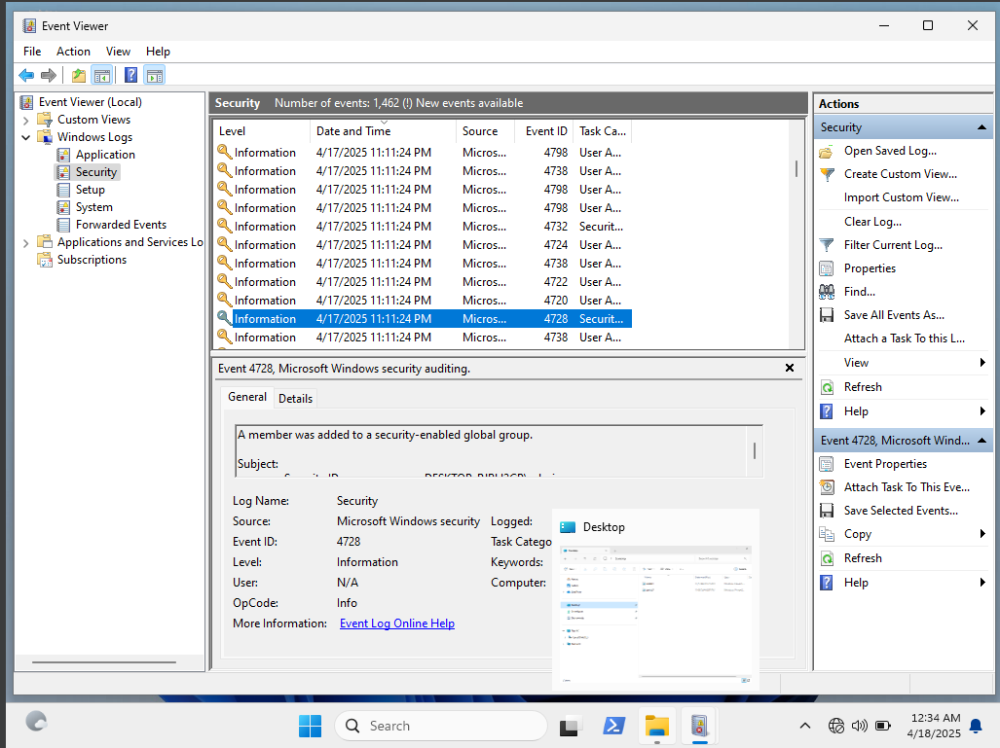 Event Viewer
File Action View Help
Event Viewer (Local)
Custom Views
Windows Logs
Application
Security
Setup
System
Forwarded Events
Applications and Services Lo
Subscriptions
Security Number of events: 1,462 (!) New events available
Level Date and Time Source Event ID Task Ca...
Information 4/17/2025 11:11:24 PM Micros... 4798 User A...
Information 4/17/2025 11:11:24 PM Micros... 4738 User A...
Information 4/17/2025 11:11:24 PM Micros... 4798 User A...
Information 4/17/2025 11:11:24 PM Micros... 4798 User A...
Information 4/17/2025 11:11:24 PM Micros... 4732 Securit...
Information 4/17/2025 11:11:24 PM Micros... 4724 User A...
Information 4/17/2025 11:11:24 PM Micros... 4738 User A...
Information 4/17/2025 11:11:24 PM Micros... 4722 User A...
Information 4/17/2025 11:11:24 PM Micros... 4720 User A...
Information 4/17/2025 11:11:24 PM Micros... 4728 Securit...
Information 4/17/2025 11:11:24 PM Micros... 4738 User A...
Event 4728, Microsoft Windows security auditing.
General Details
A member was added to a security-enabled global group.
Subject:
Log Name: Security
Source: Microsoft Windows security Logged:
Event ID: 4728 Task Catego
Level: Information Keywords:
User: N/A Computer:
OpCode: Info
More Information: Event Log Online Help
Desktop
Actions
Security
Open Saved Log...
Create Custom View...
Import Custom View...
Clear Log...
Filter Current Log...
Properties
Find...
Save All Events As...
Attach a Task To this L...
View
Refresh
Help
Event 4728, Microsoft Wind...
Event Properties
Attach Task To This Eve...
Save Selected Events...
Copy
Refresh
Help
Search
12:34 AM
4/18/2025